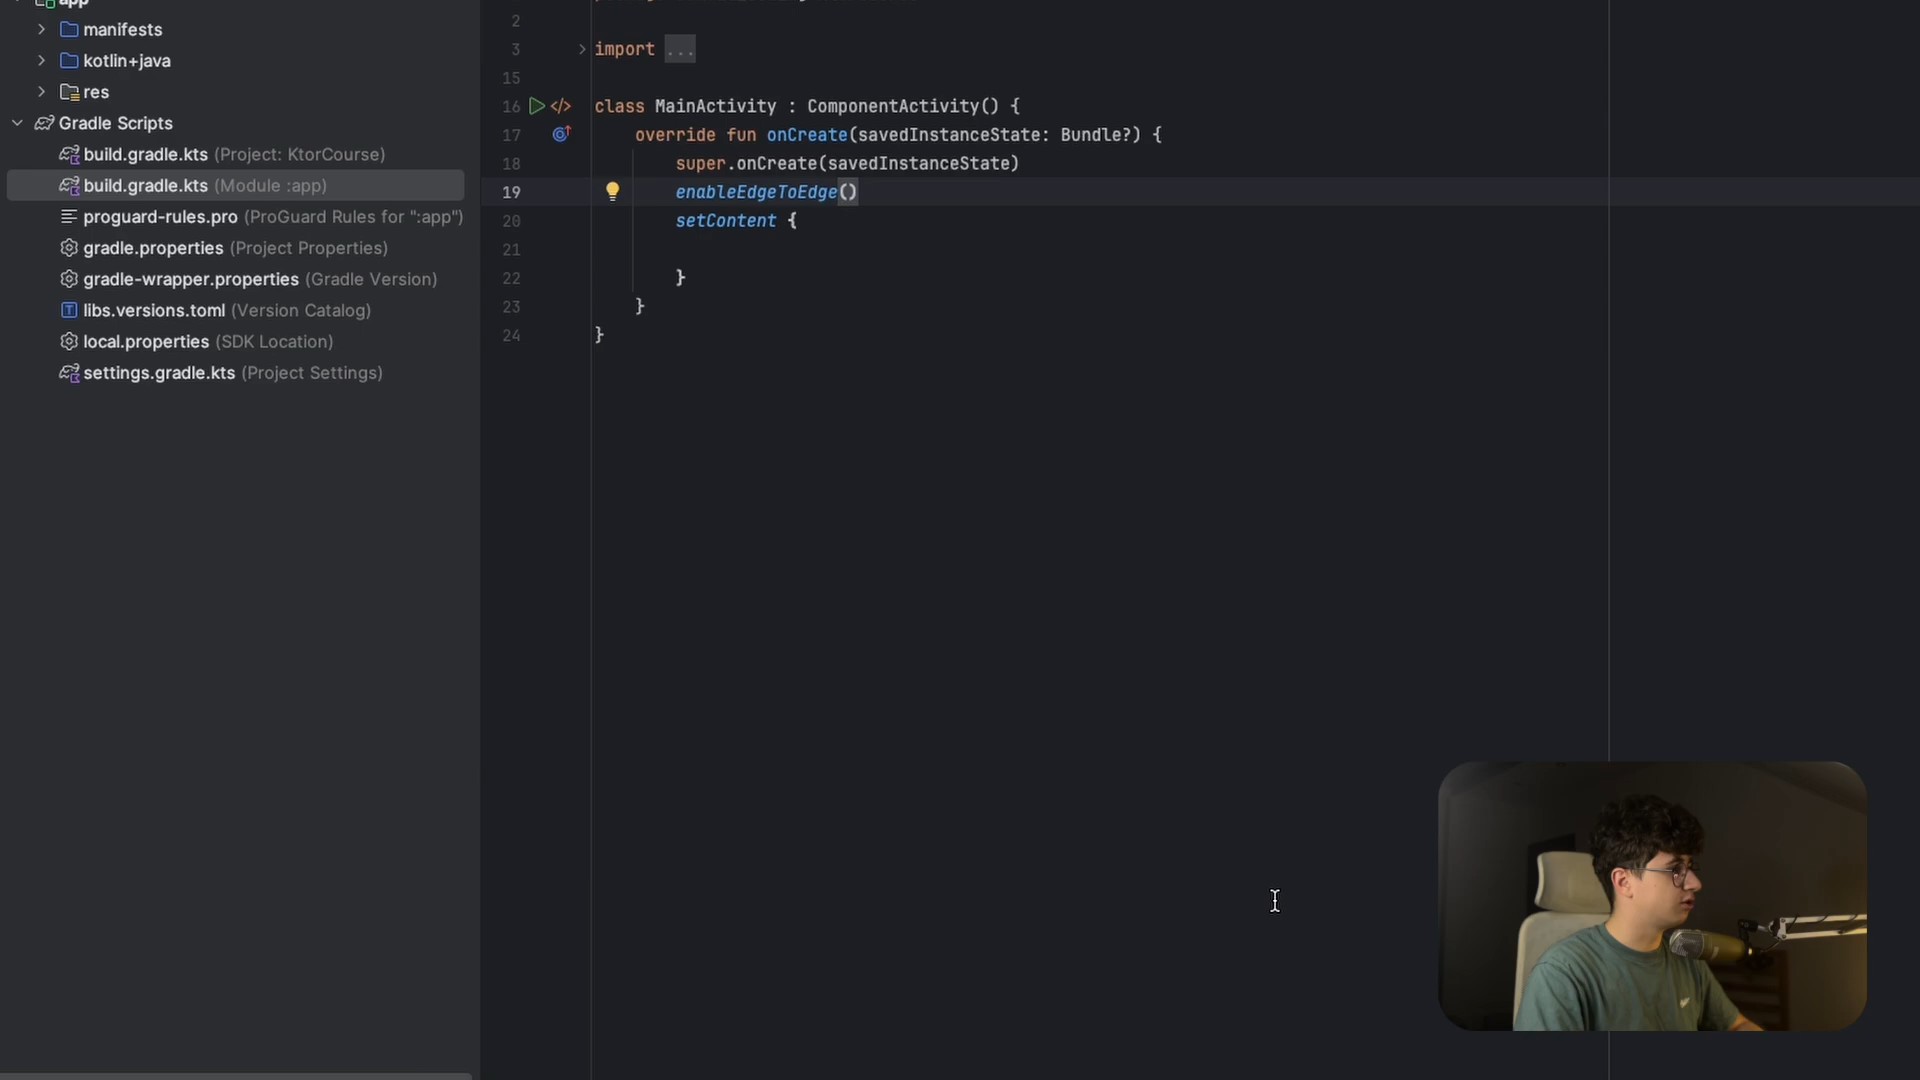 app
manifests
kotlin+java
res
Gradle Scripts
build.gradle.kts (Project: KtorCourse)
build.gradle.kts (Module :app)
proguard-rules.pro (ProGuard Rules for ":app")
gradle.properties (Project Properties)
gradle-wrapper.properties (Gradle Version)
libs.versions.toml (Version Catalog)
local.properties (SDK Location)
settings.gradle.kts (Project Settings)
2
3 import ...
15
16 class MainActivity : ComponentActivity() {
17 override fun onCreate(savedInstanceState: Bundle?) {
18 super.onCreate(savedInstanceState)
19 enableEdgeToEdge()
20 setContent {
21
22 }
23 }
24 }